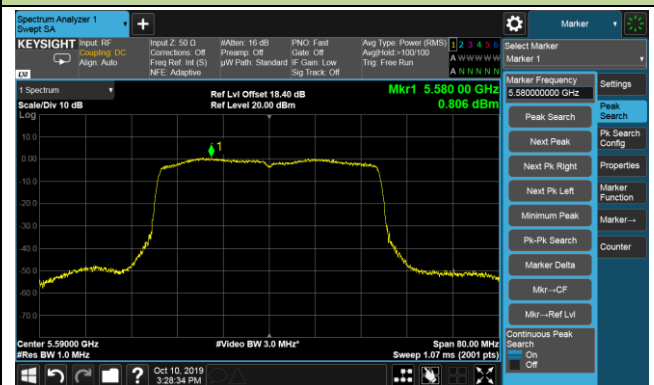 Spectrum Analyzer 1
Swept SA
+
Marker
KEYSIGHT
Input: RF
Coupling: DC
Align: Auto
Input Z: 50 Ω
Corrections: Off
Freq Ref: Int (S)
NFE: Adaptive
#Atten: 16 dB
Preamp: Off
µW Path: Standard
PNO: Fast
Gate: Off
IF Gain: Low
Sig Track: Off
Avg Type: Power (RMS)
Avg|Hold:>100/100
Trig: Free Run
1 2 3 4 5 6
A W W W W W
A N N N N N
LXI
Select Marker
Marker 1
1 Spectrum
Scale/Div 10 dB
Log
Ref Lvl Offset 18.40 dB
Ref Level 20.00 dBm
Mkr1 5.580 00 GHz
0.806 dBm
Marker Frequency
5.580000000 GHz
Settings
Peak Search
Peak
Search
Next Peak
Pk Search
Config
Next Pk Right
Properties
Next Pk Left
Marker
Function
Minimum Peak
Marker→
Pk-Pk Search
Counter
Marker Delta
Mkr→CF
Mkr→Ref Lvl
Continuous Peak
Search
On
Off
10.0
0.00
-10.0
-20.0
-30.0
-40.0
-50.0
-60.0
-70.0
1
Center 5.59000 GHz
#Res BW 1.0 MHz
#Video BW 3.0 MHz*
Span 80.00 MHz
Sweep 1.07 ms (2001 pts)
?
Oct 10, 2019
3:28:34 PM